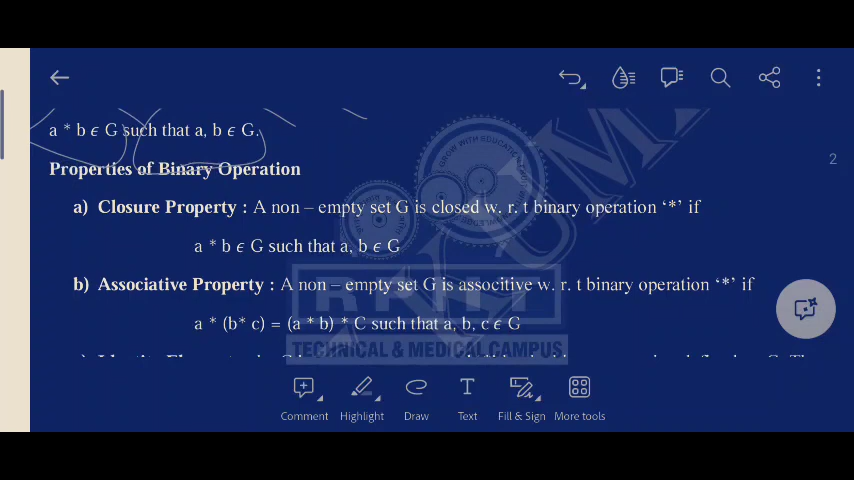 a * b ϵ G such that a, b ϵ G.
2
Properties of Binary Operation
a) Closure Property : A non – empty set G is closed w. r. t binary operation ‘*’ if
a * b ϵ G such that a, b ϵ G
b) Associative Property : A non – empty set G is associtive w. r. t binary operation ‘*’ if
a * (b* c) = (a * b) * C such that a, b, c ϵ G
TECHNICAL & MEDICAL CAMPUS
Comment Highlight Draw Text Fill & Sign More tools